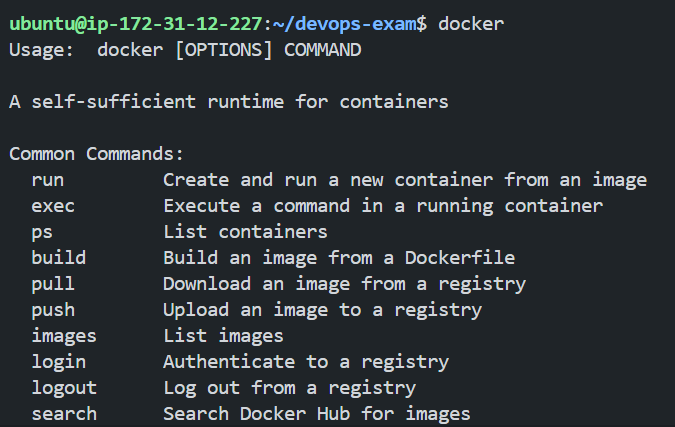 ubuntu@ip-172-31-12-227:~/devops-exam$ docker
Usage:  docker [OPTIONS] COMMAND

A self-sufficient runtime for containers

Common Commands:
  run         Create and run a new container from an image
  exec        Execute a command in a running container
  ps          List containers
  build       Build an image from a Dockerfile
  pull        Download an image from a registry
  push        Upload an image to a registry
  images      List images
  login       Authenticate to a registry
  logout      Log out from a registry
  search      Search Docker Hub for images